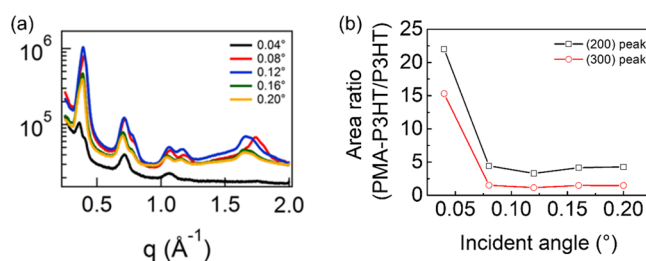 (a)
10⁶
10⁵
0.04°
0.08°
0.12°
0.16°
0.20°
0.5
1.0
1.5
2.0
q (Å⁻¹)
(b)
Area ratio
(PMA-P3HT/P3HT)
25
20
15
10
5
0
(200) peak
(300) peak
0.05
0.10
0.15
0.20
Incident angle (°)